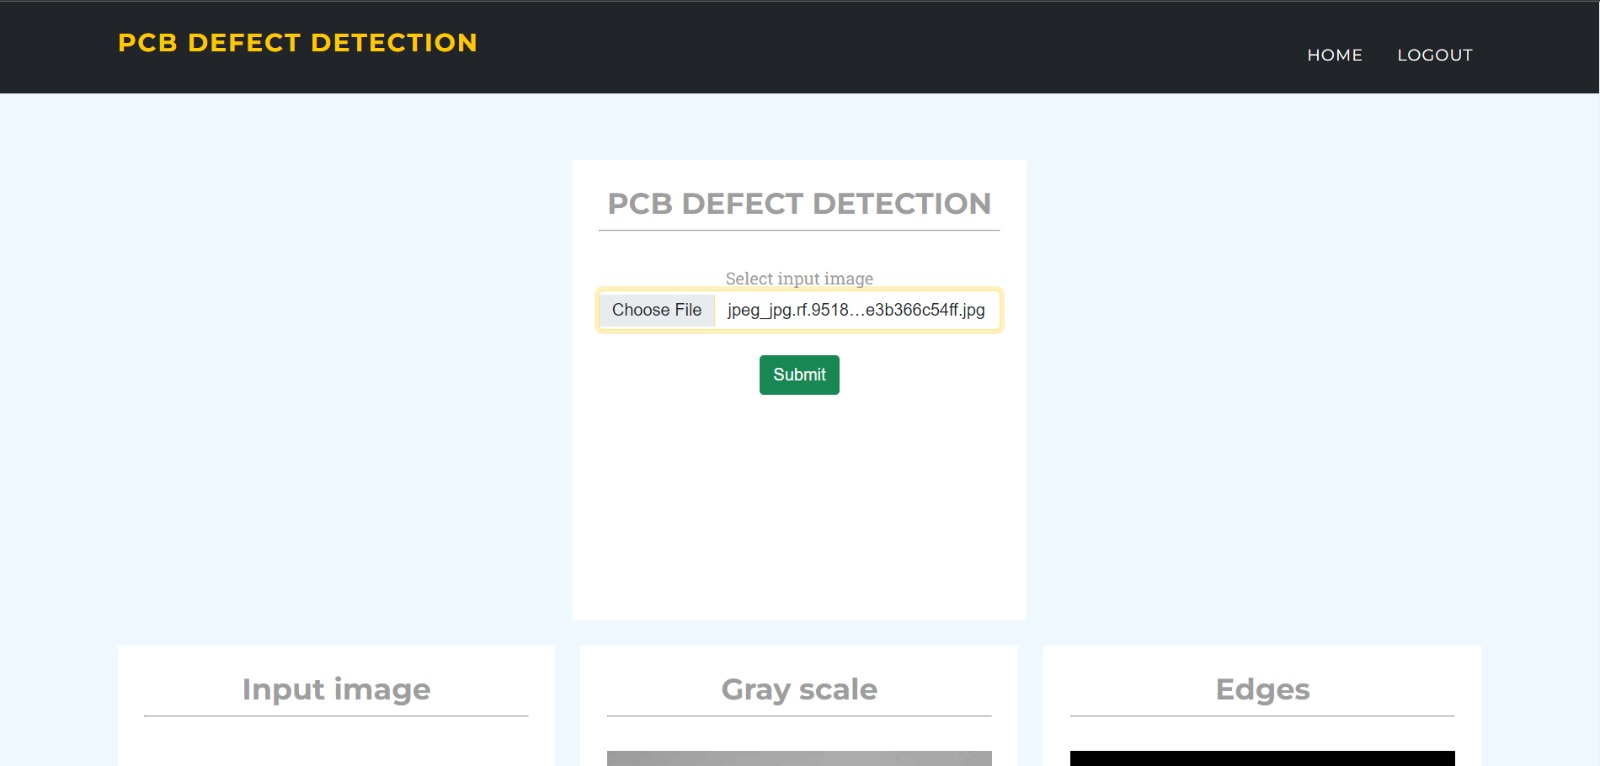 PCB DEFECT DETECTION
HOME LOGOUT
PCB DEFECT DETECTION
Select input image
Choose File jpeg_jpg.rf.9518...e3b366c54ff.jpg
Submit
Input image
Gray scale
Edges